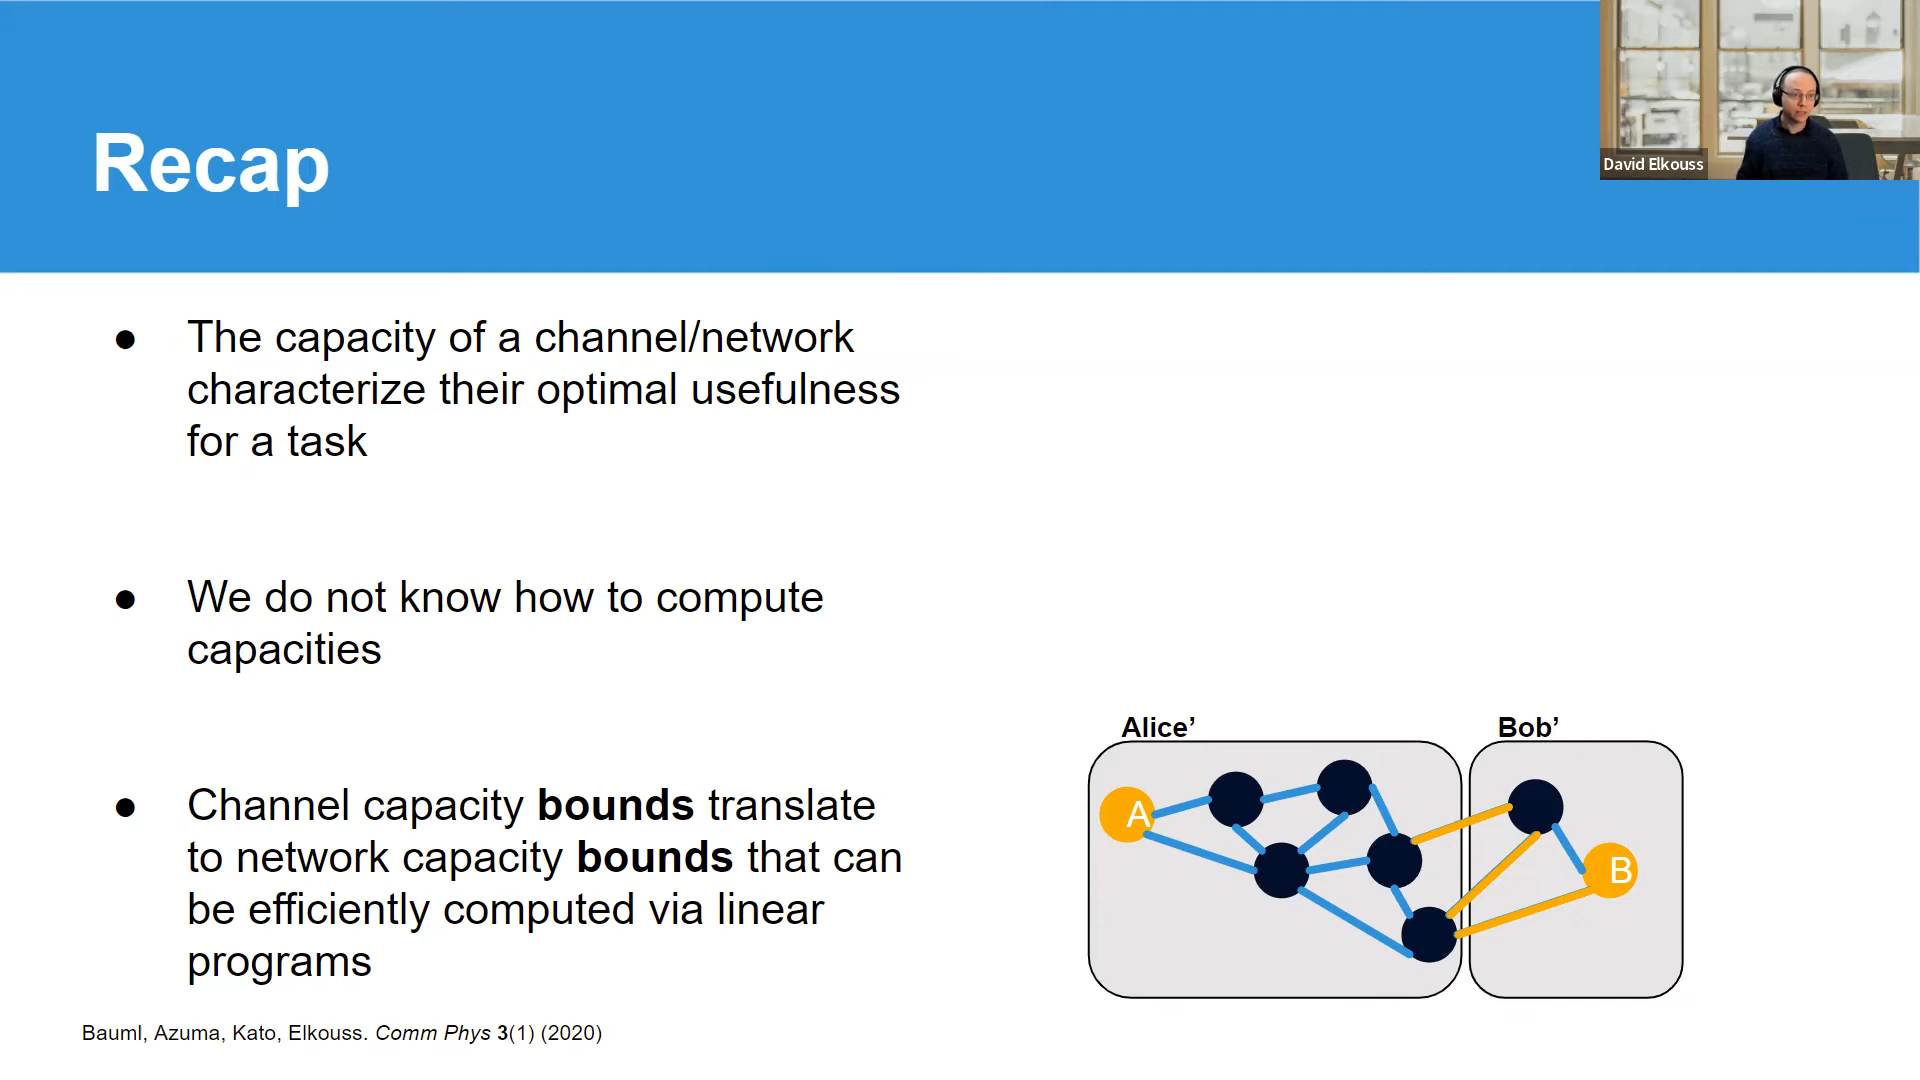 Recap
David Elkouss
● The capacity of a channel/network
characterize their optimal usefulness
for a task
● We do not know how to compute
capacities
● Channel capacity bounds translate
to network capacity bounds that can
be efficiently computed via linear
programs
Alice’
Bob’
A
B
Bauml, Azuma, Kato, Elkouss. Comm Phys 3(1) (2020)